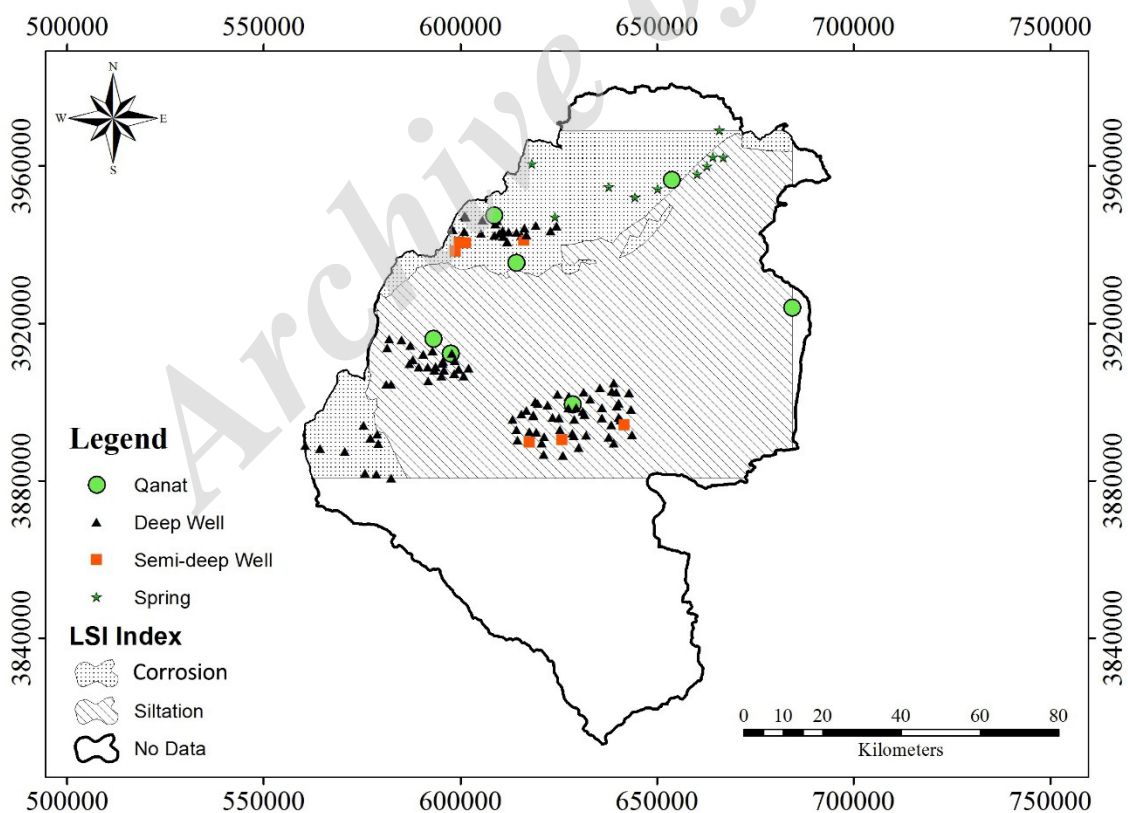 500000 550000 600000 650000 700000 750000
N
W E
S
3960000 3960000
3920000 3920000
3880000 3880000
3840000 3840000
Archive of
Legend
Qanat
Deep Well
Semi-deep Well
Spring
LSI Index
Corrosion
Siltation
No Data
0 10 20 40 60 80
Kilometers
500000 550000 600000 650000 700000 750000